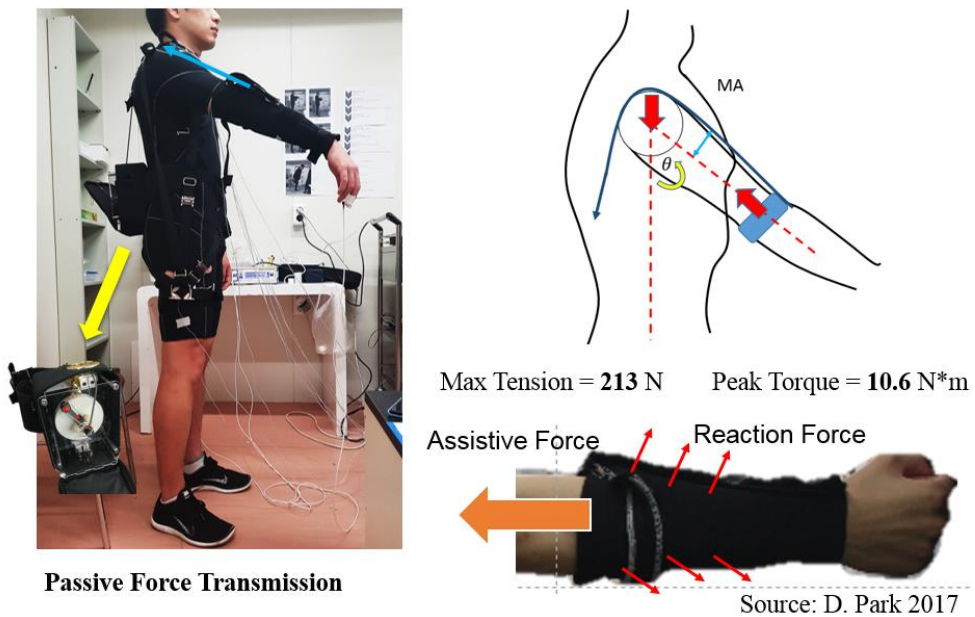 MA
θ
Max Tension = 213 N
Peak Torque = 10.6 N*m
Assistive Force
Reaction Force
Passive Force Transmission
Source: D. Park 2017